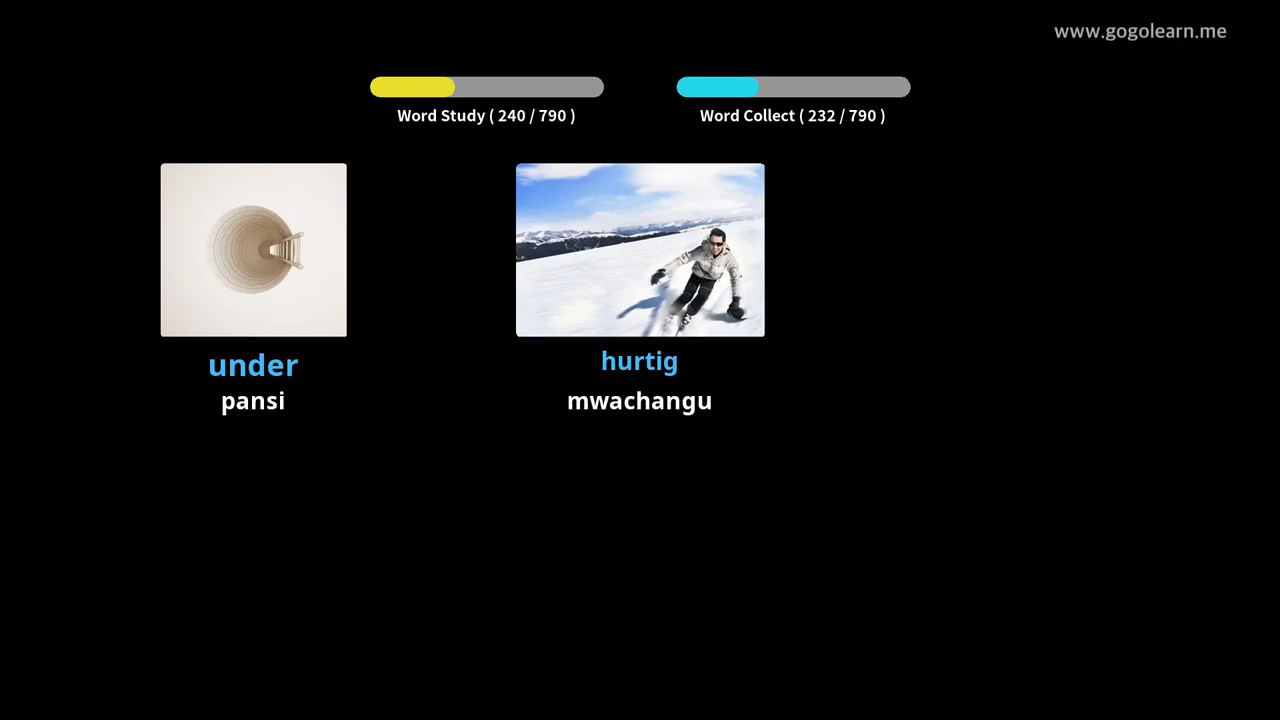 www.gogolearn.me
Word Study ( 240 / 790 )
Word Collect ( 232 / 790 )
under
pansi
hurtig
mwachangu